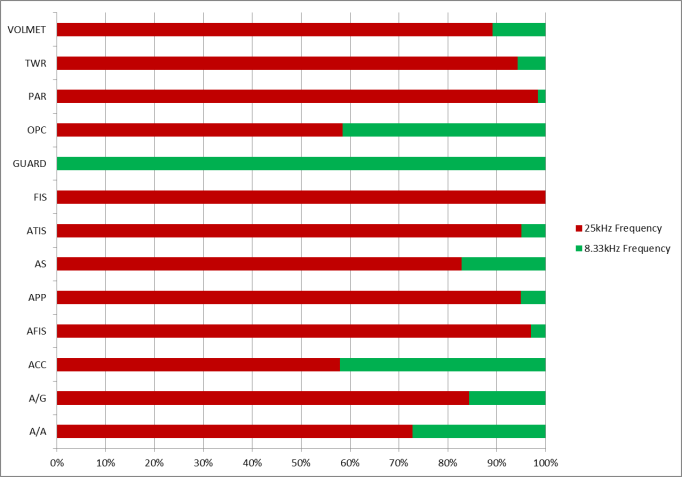 VOLMET
TWR
PAR
OPC
GUARD
FIS
ATIS
AS
APP
AFIS
ACC
A/G
A/A
0% 10% 20% 30% 40% 50% 60% 70% 80% 90% 100%
25kHz Frequency
8.33kHz Frequency